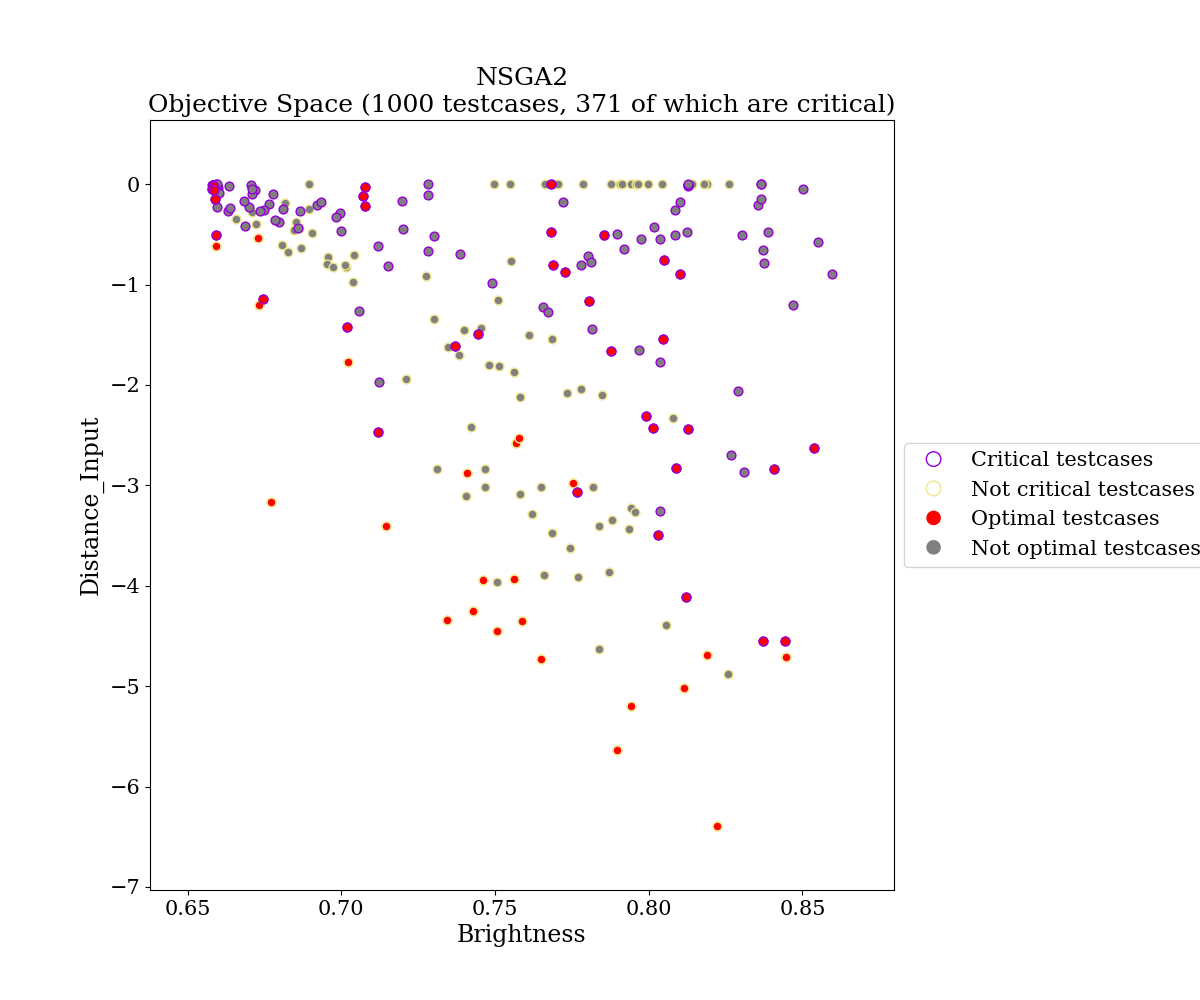 NSGA2
Objective Space (1000 testcases, 371 of which are critical)
0
−1
−2
−3
−4
−5
−6
−7
Distance_Input
0.65
0.70
0.75
0.80
0.85
Brightness
Critical testcases
Not critical testcases
Optimal testcases
Not optimal testcases